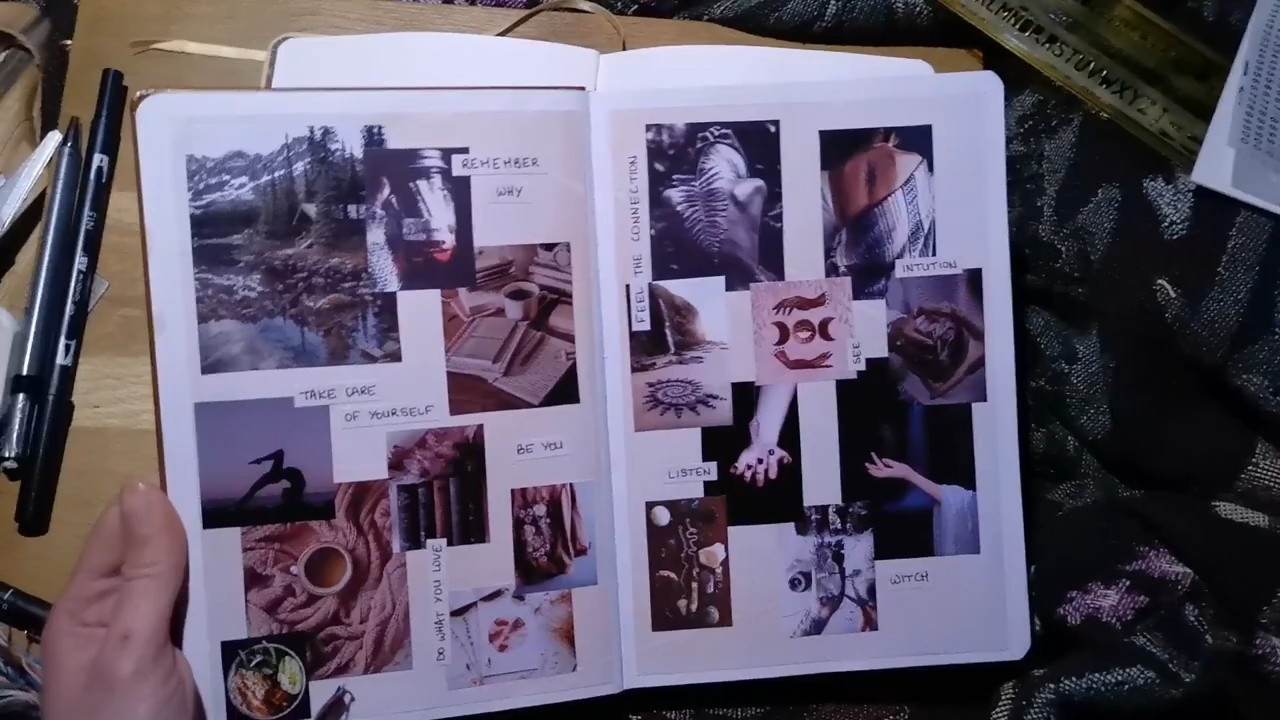 REMEMBER
WHY
TAKE CARE
OF YOURSELF
BE YOU
DO WHAT YOU LOVE
FEEL THE CONNECTION
INTUTION
SEE
LISTEN
WITCH
N15